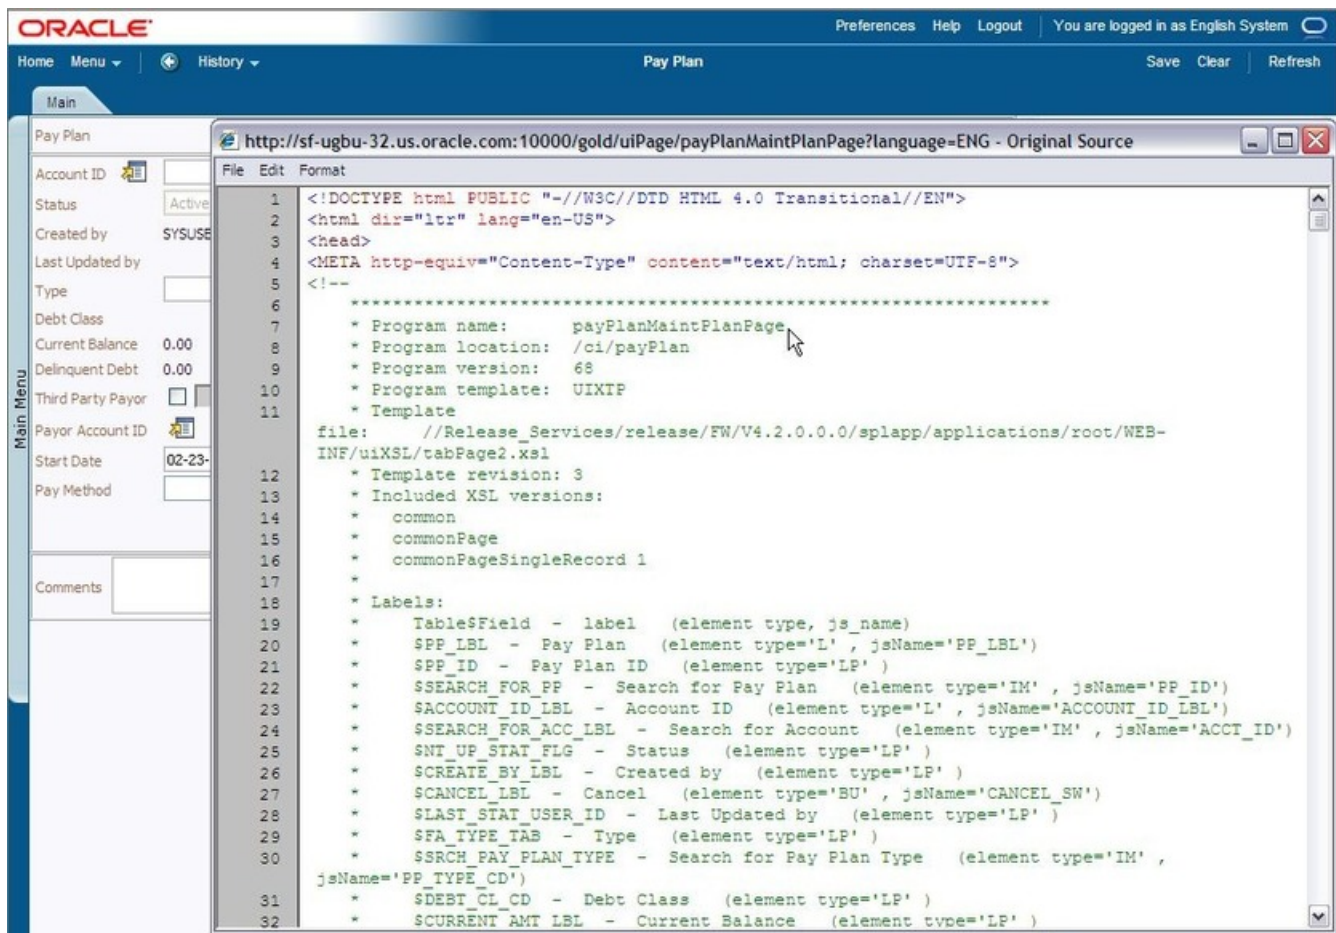 ORACLE
Preferences Help Logout You are logged in as English System
Home Menu History Pay Plan Save Clear Refresh
Main
Main Menu
Pay Plan
Account ID
Status Active
Created by SYSUSE
Last Updated by
Type
Debt Class
Current Balance 0.00
Delinquent Debt 0.00
Third Party Payor
Payor Account ID
Start Date 02-23-
Pay Method
Comments
http://sf-ugbu-32.us.oracle.com:10000/gold/uiPage/payPlanMaintPlanPage?language=ENG - Original Source
File Edit Format
1 <!DOCTYPE html PUBLIC "-//W3C//DTD HTML 4.0 Transitional//EN">
2 <html dir="ltr" lang="en-US">
3 <head>
4 <META http-equiv="Content-Type" content="text/html; charset=UTF-8">
5 <!--
6 ******************************************************************
7 * Program name: payPlanMaintPlanPage
8 * Program location: /ci/payPlan
9 * Program version: 68
10 * Program template: UIXTP
11 * Template
file: //Release_Services/release/FW/V4.2.0.0.0/splapp/applications/root/WEB-
INF/uiXSL/tabPage2.xsl
12 * Template revision: 3
13 * Included XSL versions:
14 * common
15 * commonPage
16 * commonPageSingleRecord 1
17 *
18 * Labels:
19 * Table$Field - label (element type, js_name)
20 * $PP_LBL - Pay Plan (element type='L' , jsName='PP_LBL')
21 * $PP_ID - Pay Plan ID (element type='LP' )
22 * $SEARCH_FOR_PP - Search for Pay Plan (element type='IM' , jsName='PP_ID')
23 * $ACCOUNT_ID_LBL - Account ID (element type='L' , jsName='ACCOUNT_ID_LBL')
24 * $SEARCH_FOR_ACC_LBL - Search for Account (element type='IM' , jsName='ACCT_ID')
25 * $NT_UP_STAT_FLG - Status (element type='LP' )
26 * $CREATE_BY_LBL - Created by (element type='LP' )
27 * $CANCEL_LBL - Cancel (element type='BU' , jsName='CANCEL_SW')
28 * $LAST_STAT_USER_ID - Last Updated by (element type='LP' )
29 * $FA_TYPE_TAB - Type (element type='LP' )
30 * $SRCH_PAY_PLAN_TYPE - Search for Pay Plan Type (element type='IM' ,
jsName='PP_TYPE_CD')
31 * $DEBT_CL_CD - Debt Class (element type='LP' )
32 * $CURRENT_AMT_LBL - Current Balance (element type='LP' )